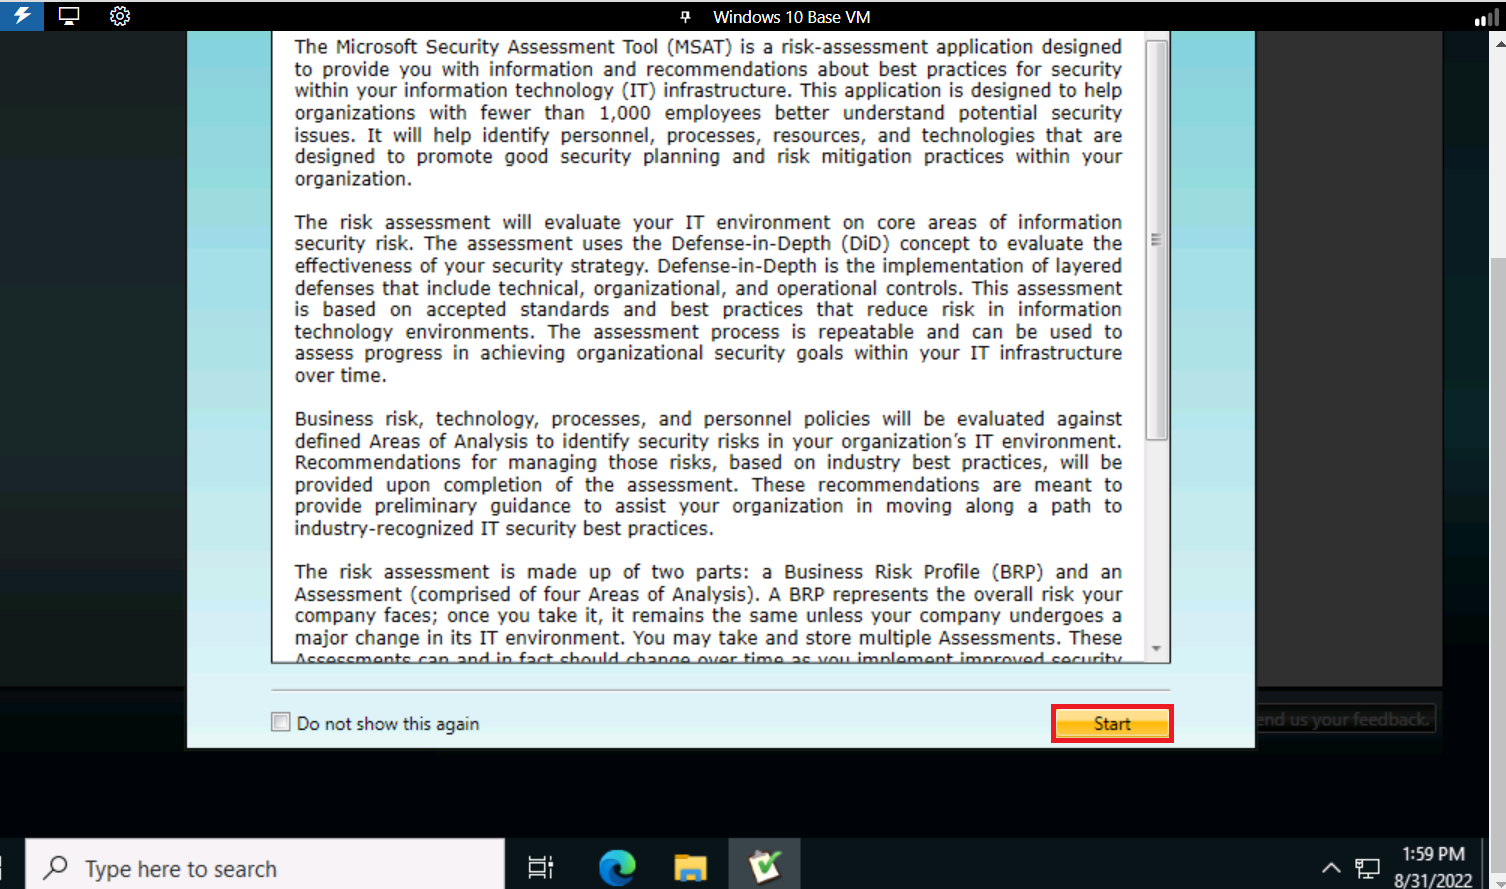 Windows 10 Base VM
The Microsoft Security Assessment Tool (MSAT) is a risk-assessment application designed
to provide you with information and recommendations about best practices for security
within your information technology (IT) infrastructure. This application is designed to help
organizations with fewer than 1,000 employees better understand potential security
issues. It will help identify personnel, processes, resources, and technologies that are
designed to promote good security planning and risk mitigation practices within your
organization.
The risk assessment will evaluate your IT environment on core areas of information
security risk. The assessment uses the Defense-in-Depth (DiD) concept to evaluate the
effectiveness of your security strategy. Defense-in-Depth is the implementation of layered
defenses that include technical, organizational, and operational controls. This assessment
is based on accepted standards and best practices that reduce risk in information
technology environments. The assessment process is repeatable and can be used to
assess progress in achieving organizational security goals within your IT infrastructure
over time.
Business risk, technology, processes, and personnel policies will be evaluated against
defined Areas of Analysis to identify security risks in your organization’s IT environment.
Recommendations for managing those risks, based on industry best practices, will be
provided upon completion of the assessment. These recommendations are meant to
provide preliminary guidance to assist your organization in moving along a path to
industry-recognized IT security best practices.
The risk assessment is made up of two parts: a Business Risk Profile (BRP) and an
Assessment (comprised of four Areas of Analysis). A BRP represents the overall risk your
company faces; once you take it, it remains the same unless your company undergoes a
major change in its IT environment. You may take and store multiple Assessments. These
Assessments can and in fact should change over time as you implement improved security
Do not show this again
Start
end us your feedback.
Type here to search
1:59 PM
8/31/2022